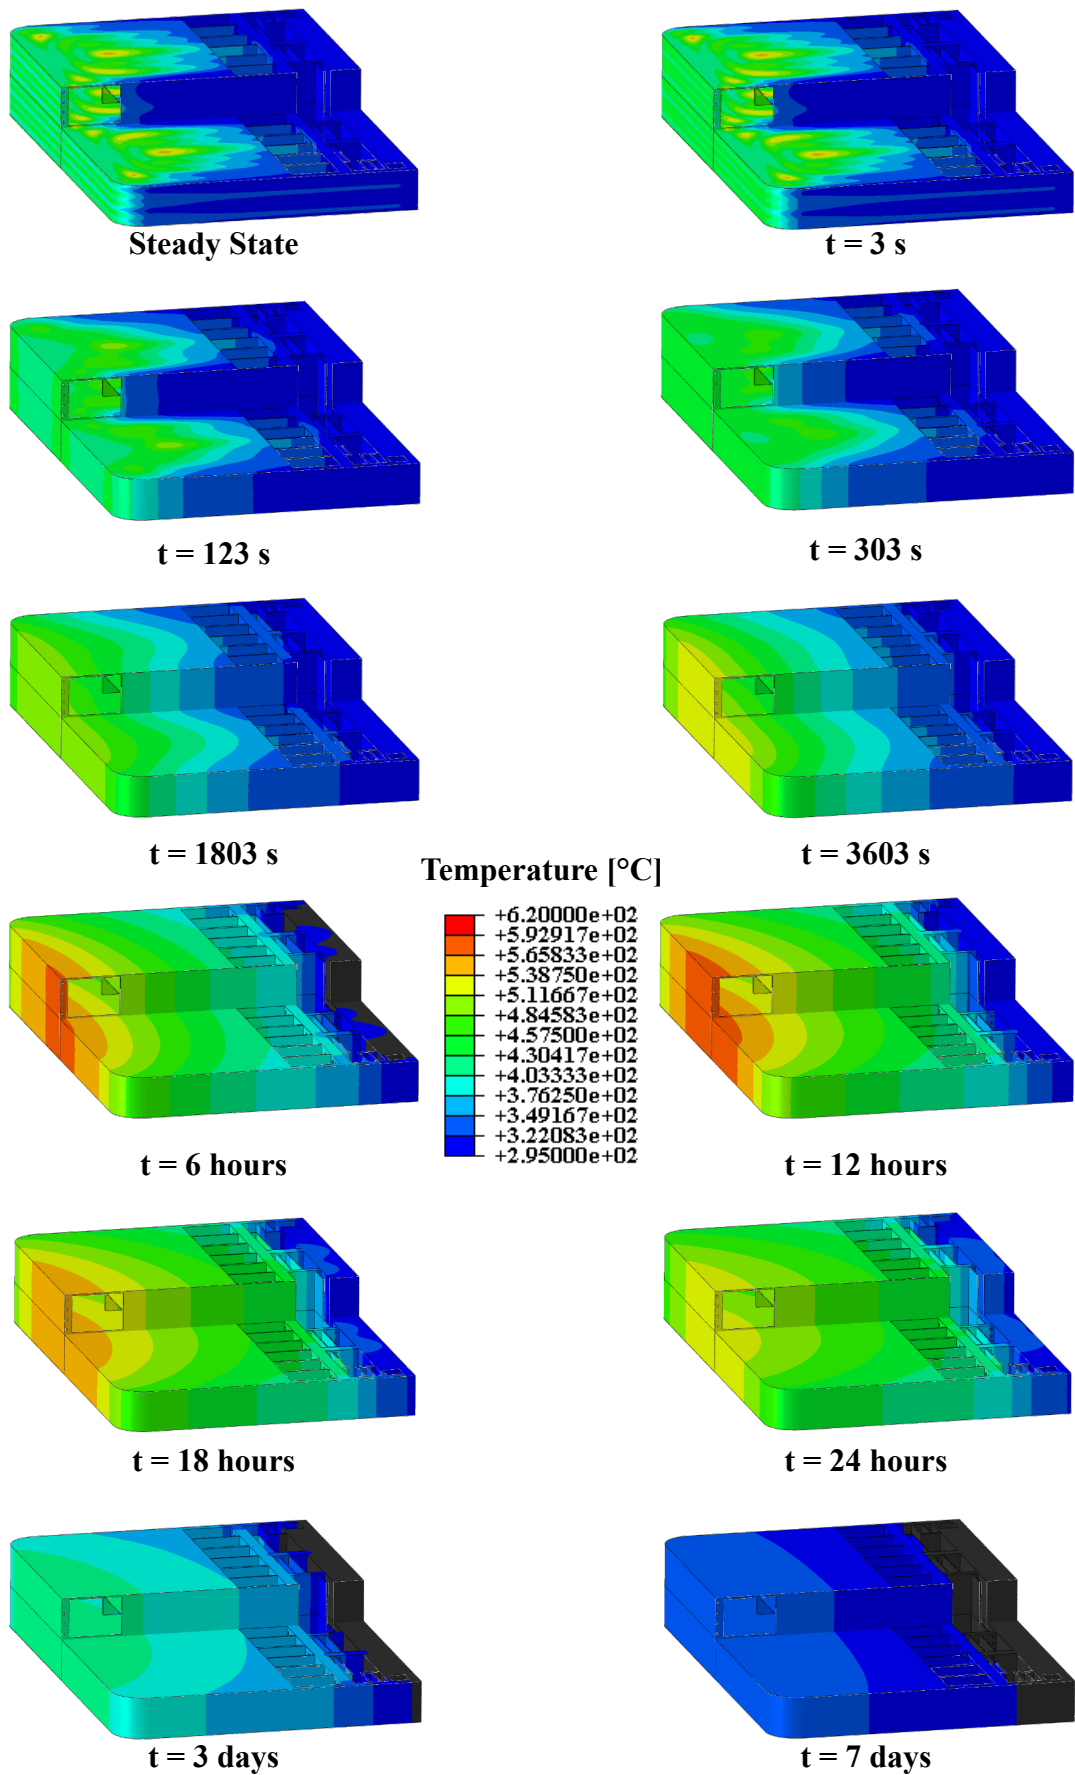 Steady State
t = 3 s
t = 123 s
t = 303 s
t = 1803 s
t = 3603 s
Temperature [°C]
+6.20000e+02
+5.92917e+02
+5.65833e+02
+5.38750e+02
+5.11667e+02
+4.84583e+02
+4.57500e+02
+4.30417e+02
+4.03333e+02
+3.76250e+02
+3.49167e+02
+3.22083e+02
+2.95000e+02
t = 6 hours
t = 12 hours
t = 18 hours
t = 24 hours
t = 3 days
t = 7 days